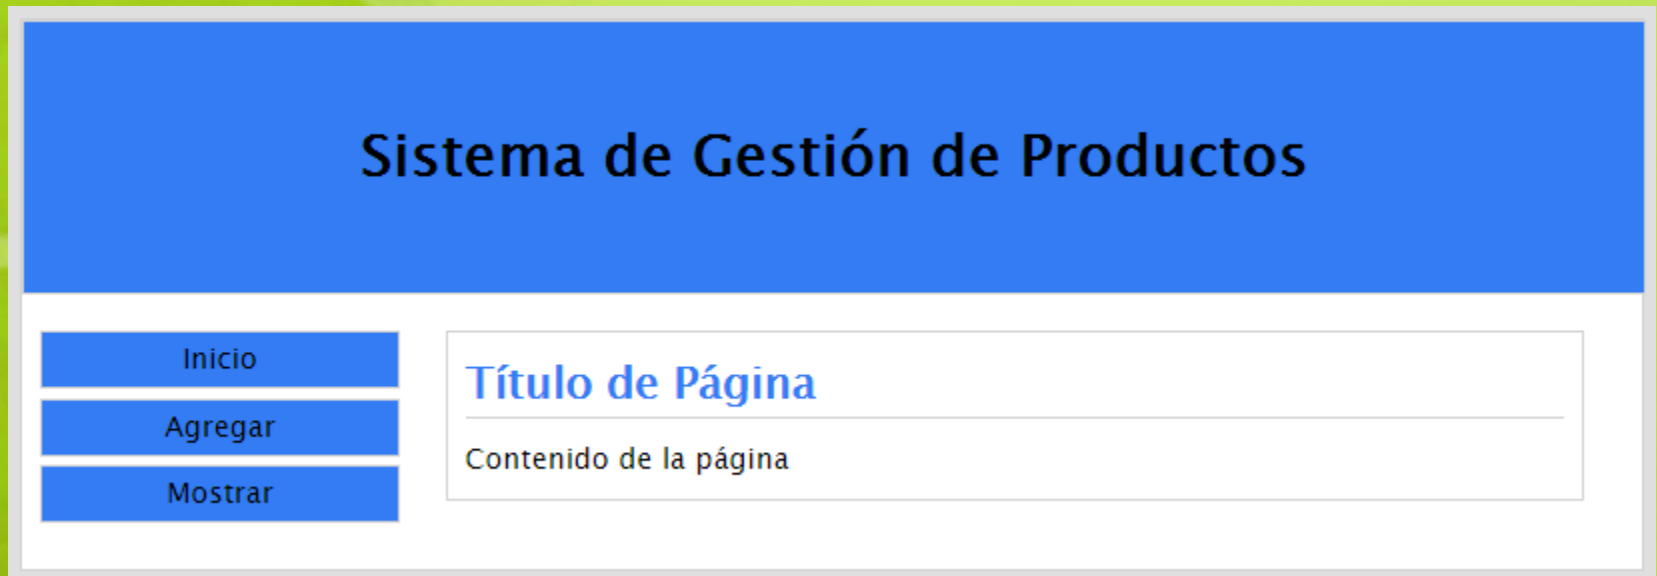 Sistema de Gestión de Productos
Inicio
Agregar
Mostrar
Título de Página
Contenido de la página